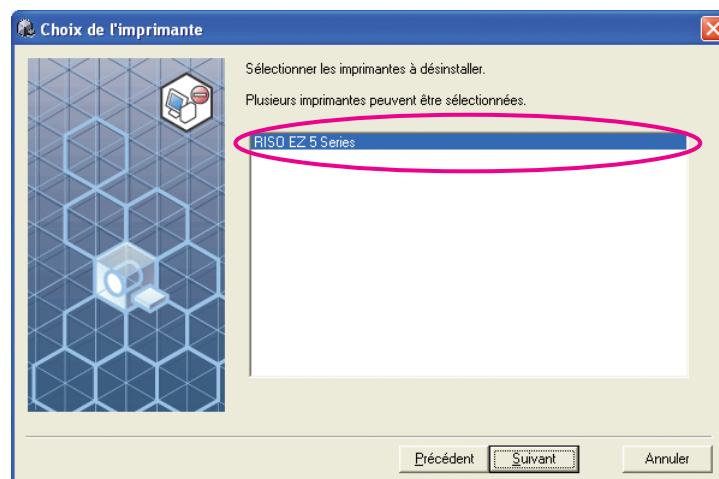 Choix de l'imprimante
Sélectionner les imprimantes à désinstaller.
Plusieurs imprimantes peuvent être sélectionnées.
RISO EZ 5 Series
Précédent
Suivant
Annuler